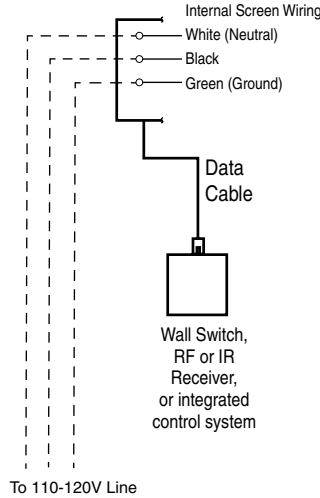 Internal Screen Wiring
White (Neutral)
Black
Green (Ground)
Data
Cable
Wall Switch,
RF or IR
Receiver,
or integrated
control system
To 110-120V Line